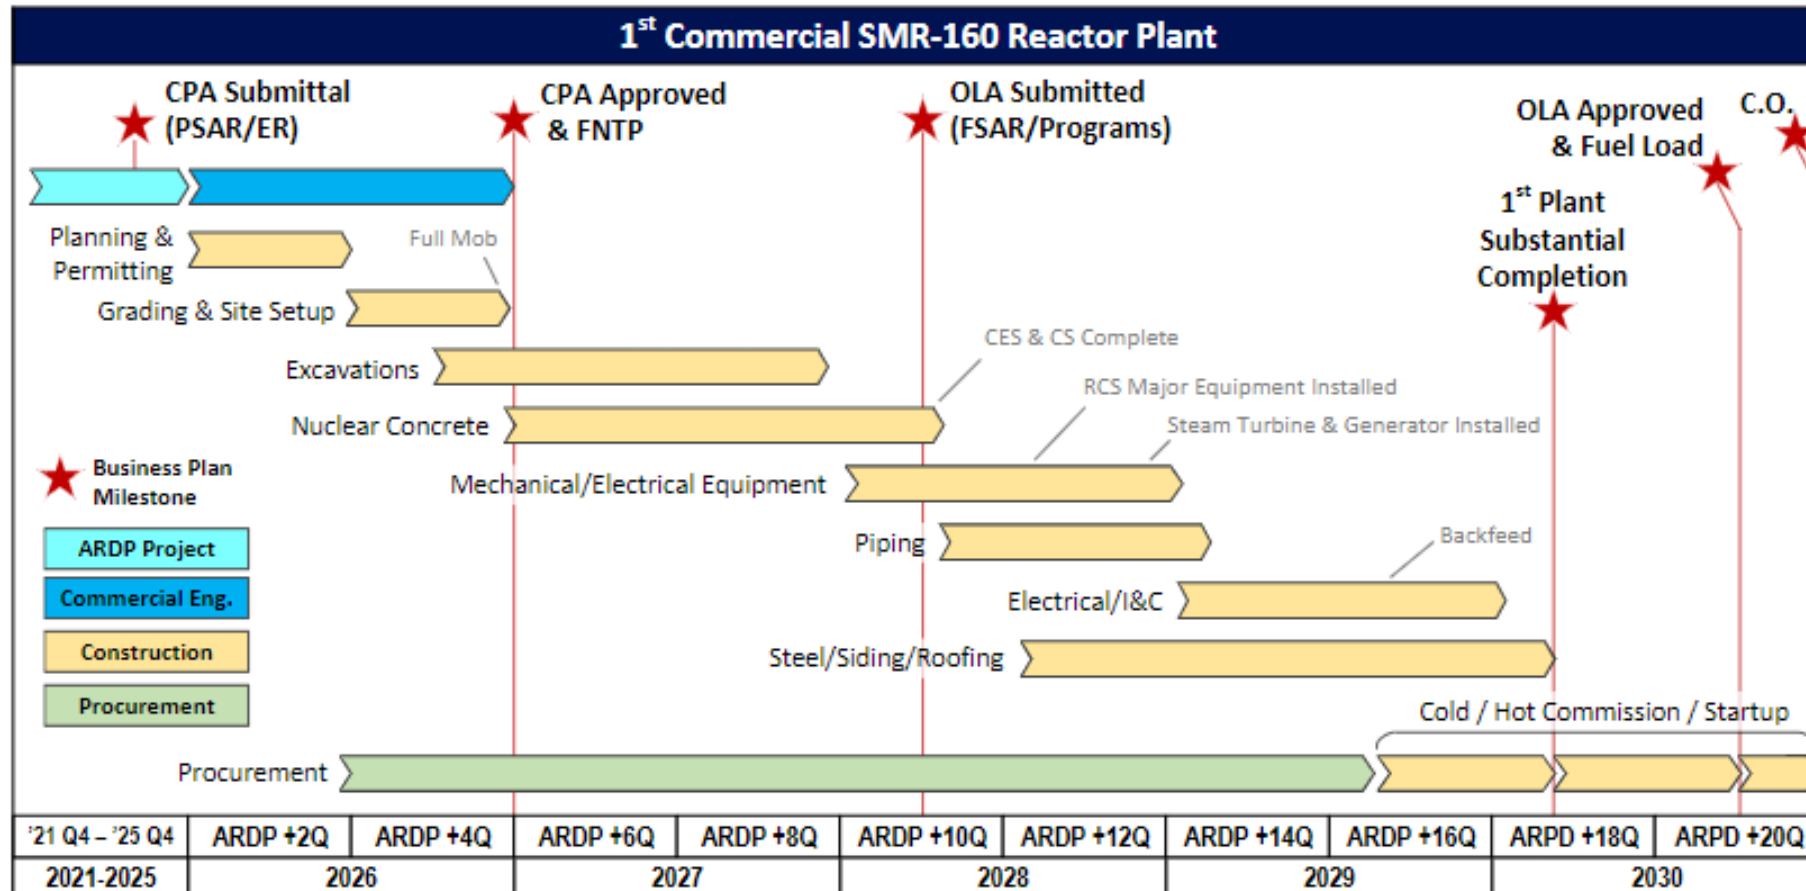 1st Commercial SMR-160 Reactor Plant
CPA Submittal
(PSAR/ER)
CPA Approved
& FNTP
OLA Submitted
(FSAR/Programs)
OLA Approved
& Fuel Load
C.O.
1st Plant
Substantial
Completion
Planning &
Permitting
Full Mob
Grading & Site Setup
Excavations
CES & CS Complete
RCS Major Equipment Installed
Nuclear Concrete
Steam Turbine & Generator Installed
Business Plan
Milestone
Mechanical/Electrical Equipment
ARDP Project
Piping
Backfeed
Commercial Eng.
Electrical/I&C
Construction
Steel/Siding/Roofing
Procurement
Cold / Hot Commission / Startup
Procurement
'21 Q4 – '25 Q4 ARDP +2Q ARDP +4Q ARDP +6Q ARDP +8Q ARDP +10Q ARDP +12Q ARDP +14Q ARDP +16Q ARPD +18Q ARPD +20Q
2021-2025 2026 2027 2028 2029 2030